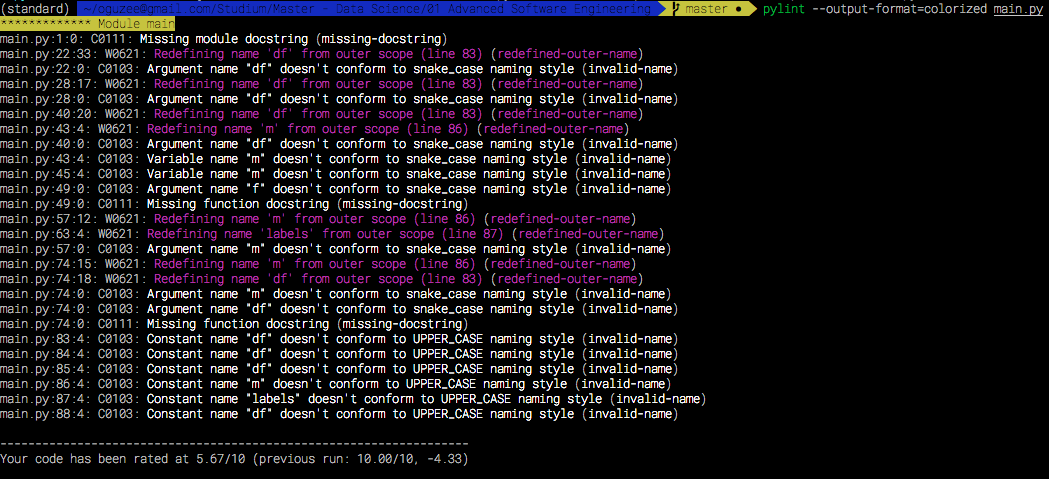 (standard) ~/oguzee@gmail.com/Studium/Master - Data Science/01 Advanced Software Engineering master ● pylint --output-format=colorized main.py
************* Module main
main.py:1:0: C0111: Missing module docstring (missing-docstring)
main.py:22:33: W0621: Redefining name 'df' from outer scope (line 83) (redefined-outer-name)
main.py:22:0: C0103: Argument name "df" doesn't conform to snake_case naming style (invalid-name)
main.py:28:17: W0621: Redefining name 'df' from outer scope (line 83) (redefined-outer-name)
main.py:28:0: C0103: Argument name "df" doesn't conform to snake_case naming style (invalid-name)
main.py:40:20: W0621: Redefining name 'df' from outer scope (line 83) (redefined-outer-name)
main.py:43:4: W0621: Redefining name 'm' from outer scope (line 86) (redefined-outer-name)
main.py:40:0: C0103: Argument name "df" doesn't conform to snake_case naming style (invalid-name)
main.py:43:4: C0103: Variable name "m" doesn't conform to snake_case naming style (invalid-name)
main.py:45:4: C0103: Variable name "m" doesn't conform to snake_case naming style (invalid-name)
main.py:49:0: C0103: Argument name "f" doesn't conform to snake_case naming style (invalid-name)
main.py:49:0: C0111: Missing function docstring (missing-docstring)
main.py:57:12: W0621: Redefining name 'm' from outer scope (line 86) (redefined-outer-name)
main.py:63:4: W0621: Redefining name 'labels' from outer scope (line 87) (redefined-outer-name)
main.py:57:0: C0103: Argument name "m" doesn't conform to snake_case naming style (invalid-name)
main.py:74:15: W0621: Redefining name 'm' from outer scope (line 86) (redefined-outer-name)
main.py:74:18: W0621: Redefining name 'df' from outer scope (line 83) (redefined-outer-name)
main.py:74:0: C0103: Argument name "m" doesn't conform to snake_case naming style (invalid-name)
main.py:74:0: C0103: Argument name "df" doesn't conform to snake_case naming style (invalid-name)
main.py:74:0: C0111: Missing function docstring (missing-docstring)
main.py:83:4: C0103: Constant name "df" doesn't conform to UPPER_CASE naming style (invalid-name)
main.py:84:4: C0103: Constant name "df" doesn't conform to UPPER_CASE naming style (invalid-name)
main.py:85:4: C0103: Constant name "df" doesn't conform to UPPER_CASE naming style (invalid-name)
main.py:86:4: C0103: Constant name "m" doesn't conform to UPPER_CASE naming style (invalid-name)
main.py:87:4: C0103: Constant name "labels" doesn't conform to UPPER_CASE naming style (invalid-name)
main.py:88:4: C0103: Constant name "df" doesn't conform to UPPER_CASE naming style (invalid-name)
------------------------------------------------------------------
Your code has been rated at 5.67/10 (previous run: 10.00/10, -4.33)